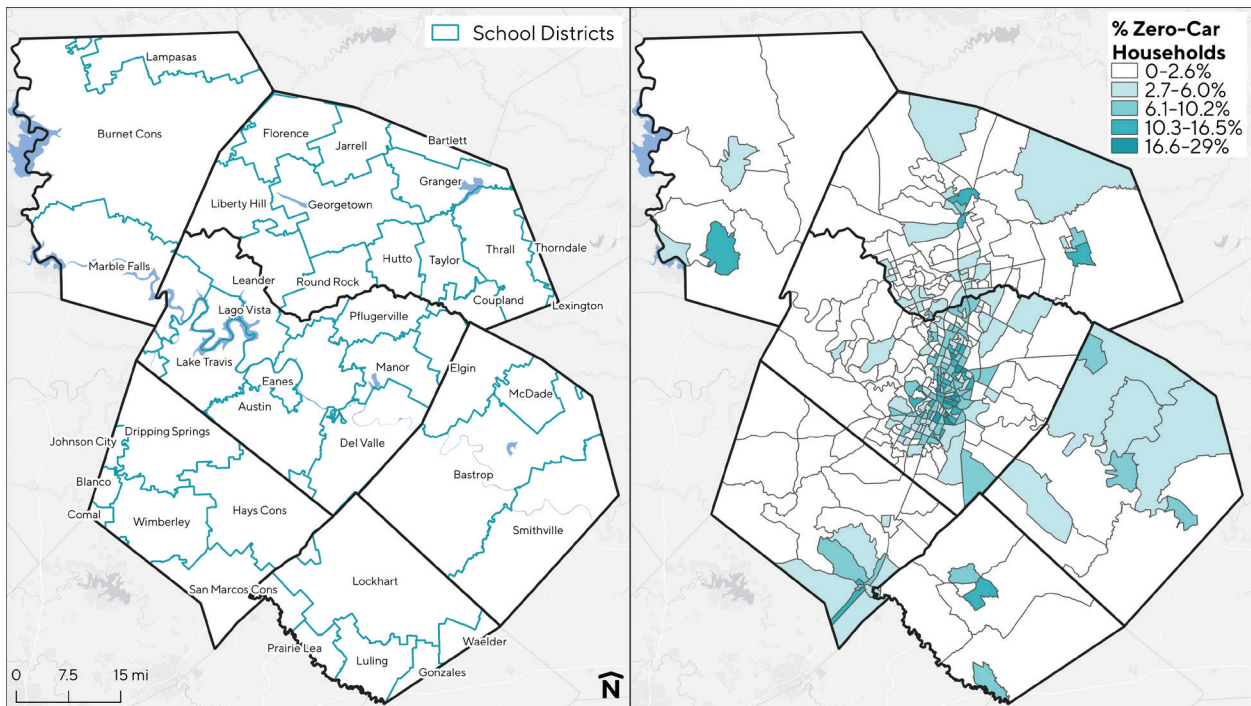 School Districts
Lampasas
Burnet Cons
Florence
Jarrell
Bartlett
Granger
Liberty Hill
Georgetown
Thrall
Thorndale
Hutto
Taylor
Marble Falls
Leander
Round Rock
Coupland
Lexington
Lago Vista
Pflugerville
Lake Travis
Manor
Elgin
Eanes
McDade
Austin
Dripping Springs
Johnson City
Del Valle
Bastrop
Blanco
Comal
Wimberley
Hays Cons
Smithville
Lockhart
San Marcos Cons
Prairie Lea
Waelder
Luling
Gonzales
0 7.5 15 mi
N
% Zero-Car
Households
0–2.6%
2.7–6.0%
6.1–10.2%
10.3–16.5%
16.6–29%